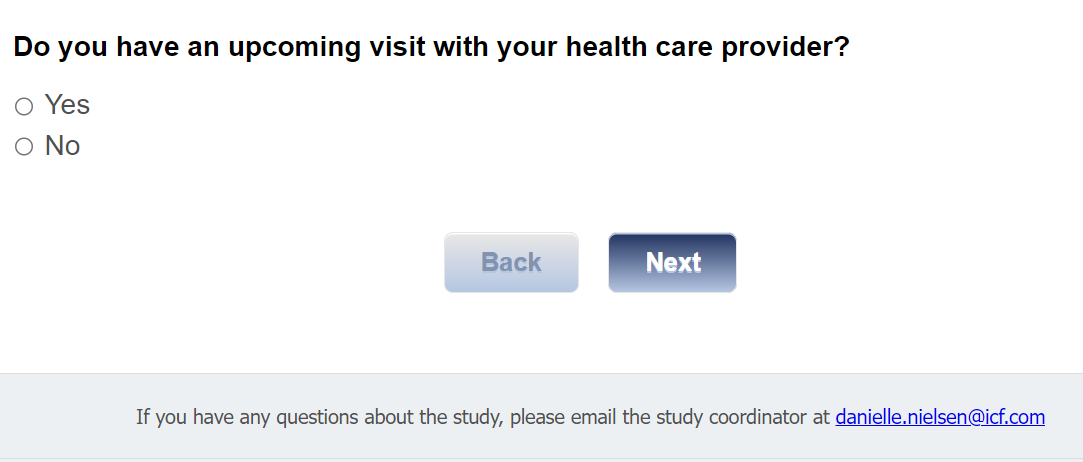 Do you have an upcoming visit with your health care provider?
Yes
No
Back
Next
If you have any questions about the study, please email the study coordinator at danielle.nielsen@icf.com